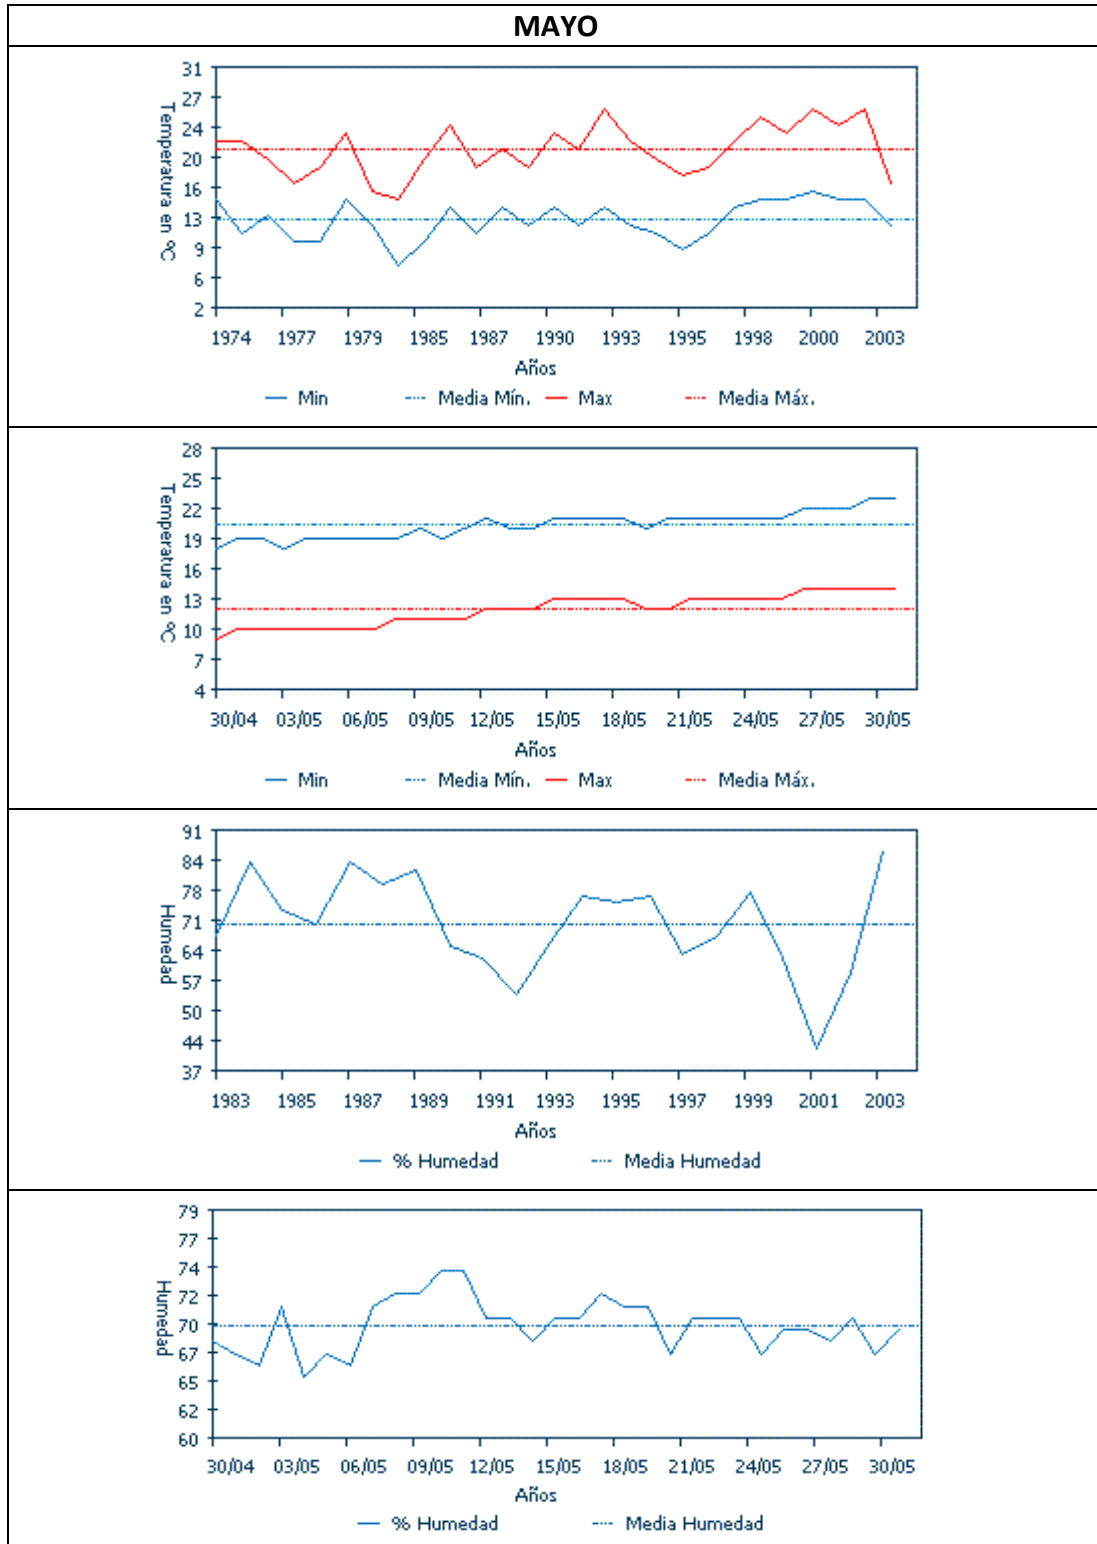 MAYO
31
27
24
20
16
13
9
6
2
Temperatura en ºC
1974 1977 1979 1985 1987 1990 1993 1995 1998 2000 2003
Años
Min Media Mín. Max Media Máx.
28
25
22
19
16
13
10
7
4
Temperatura en ºC
30/04 03/05 06/05 09/05 12/05 15/05 18/05 21/05 24/05 27/05 30/05
Años
Min Media Mín. Max Media Máx.
91
84
78
71
64
57
50
44
37
Humedad
1983 1985 1987 1989 1991 1993 1995 1997 1999 2001 2003
Años
% Humedad Media Humedad
79
77
74
72
70
67
65
62
60
Humedad
30/04 03/05 06/05 09/05 12/05 15/05 18/05 21/05 24/05 27/05 30/05
Años
% Humedad Media Humedad